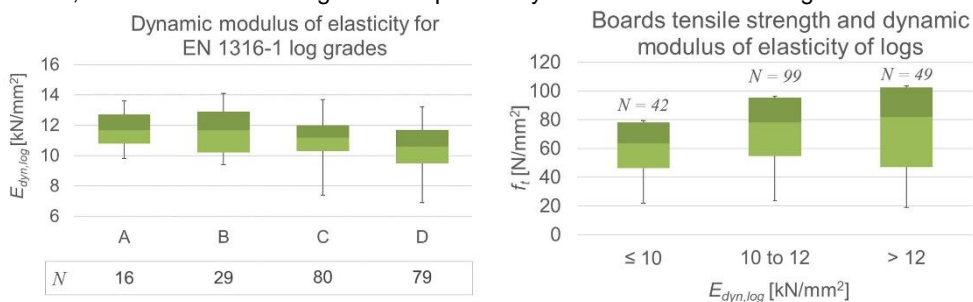 Dynamic modulus of elasticity for
EN 1316-1 log grades
E_dyn,log [kN/mm²]
16
14
12
10
8
6
A B C D
N 16 29 80 79
Boards tensile strength and dynamic
modulus of elasticity of logs
f_t [N/mm²]
120
100
80
60
40
20
0
N = 42
N = 99
N = 49
≤ 10 10 to 12 > 12
E_dyn,log [kN/mm²]